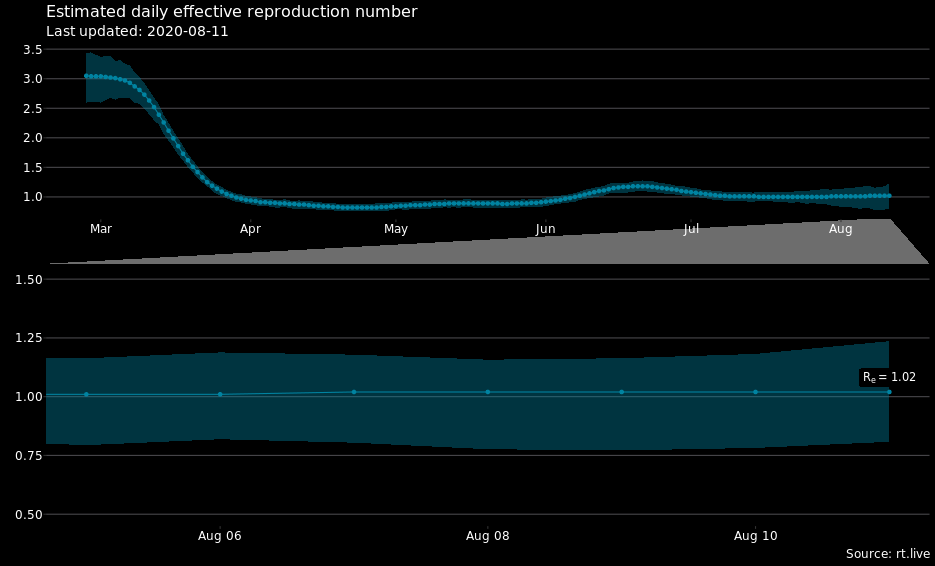 Estimated daily effective reproduction number
Last updated: 2020-08-11
3.5
3.0
2.5
2.0
1.5
1.0
Mar Apr May Jun Jul Aug
1.50
1.25
Re = 1.02
1.00
0.75
0.50
Aug 06 Aug 08 Aug 10
Source: rt.live